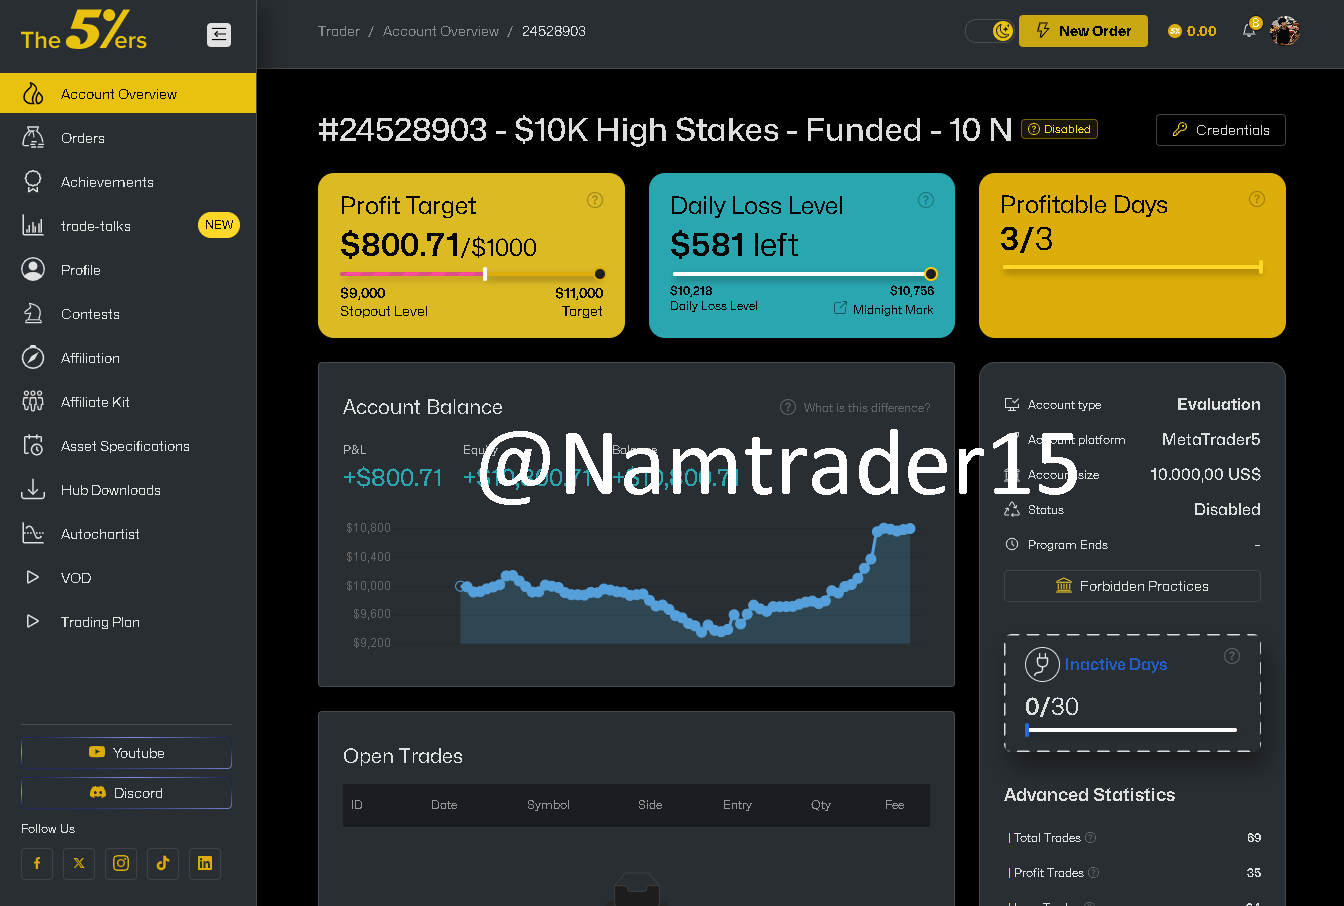 The 5%ers
Trader / Account Overview / 24528903
New Order
0.00
8
Account Overview
Orders
Achievements
trade-talks
NEW
Profile
Contests
Affiliation
Affiliate Kit
Asset Specifications
Hub Downloads
Autochartist
VOD
Trading Plan
Youtube
Discord
Follow Us
#24528903 - $10K High Stakes - Funded - 10 N
Disabled
Credentials
Profit Target
$800.71/$1000
$9,000
$11,000
Stopout Level
Target
Daily Loss Level
$581 left
$10,218
$10,756
Daily Loss Level
Midnight Mark
Profitable Days
3/3
Account Balance
What is this difference?
P&L
Equity
Balance
+$800.71
+$10,800.71
+$10,800.71
@Namtrader15
$10,800
$10,400
$10,000
$9,600
$9,200
Open Trades
ID Date Symbol Side Entry Qty Fee
Account type Evaluation
Account platform MetaTrader5
Account size 10.000,00 US$
Status Disabled
Program Ends -
Forbidden Practices
Inactive Days
0/30
Advanced Statistics
| Total Trades 69
| Profit Trades 35